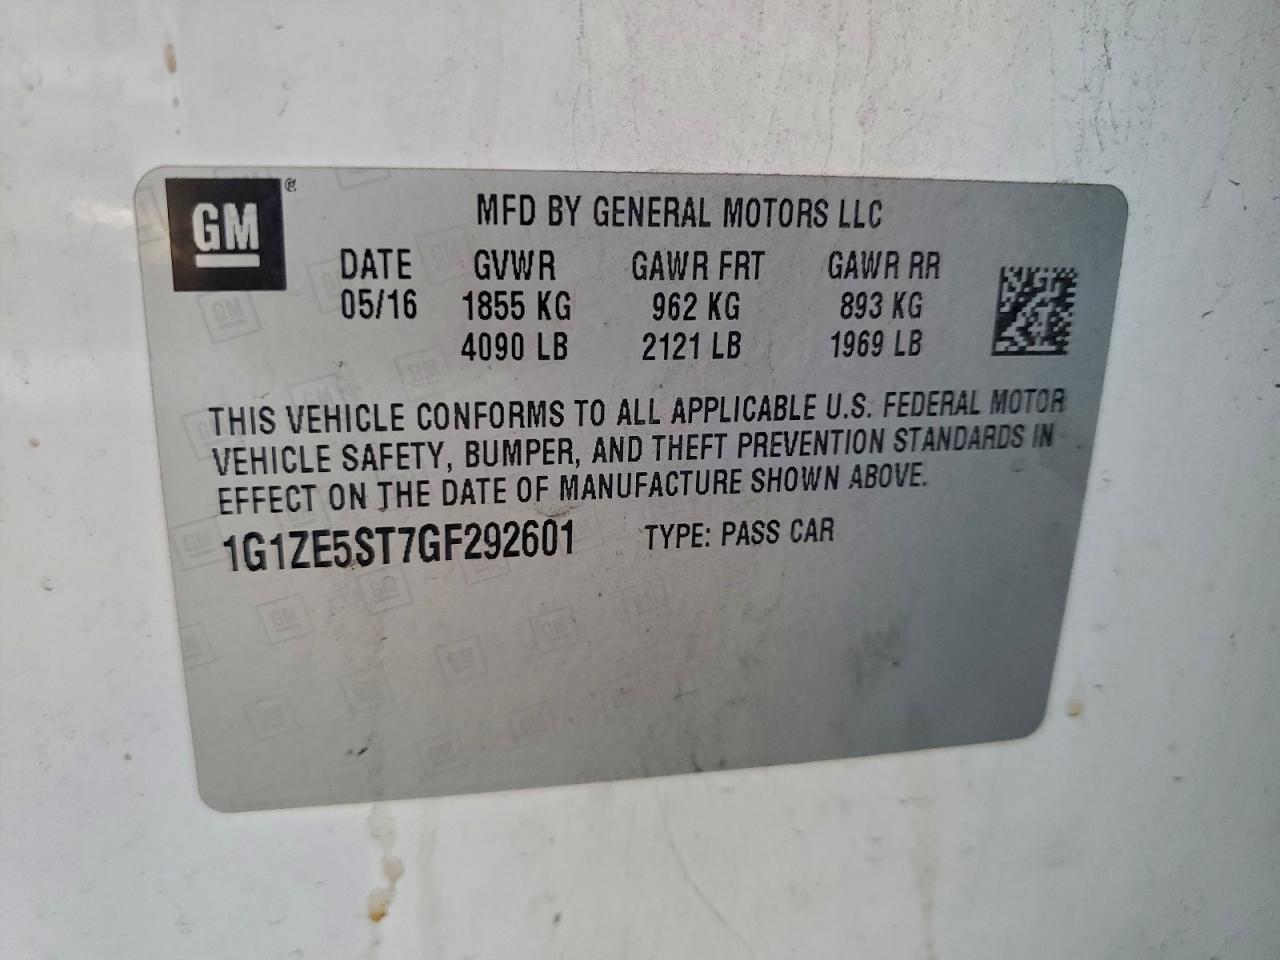 GM ®
MFD BY GENERAL MOTORS LLC
DATE GVWR GAWR FRT GAWR RR
05/16 1855 KG 962 KG 893 KG
4090 LB 2121 LB 1969 LB
THIS VEHICLE CONFORMS TO ALL APPLICABLE U.S. FEDERAL MOTOR
VEHICLE SAFETY, BUMPER, AND THEFT PREVENTION STANDARDS IN
EFFECT ON THE DATE OF MANUFACTURE SHOWN ABOVE.
1G1ZE5ST7GF292601 TYPE: PASS CAR